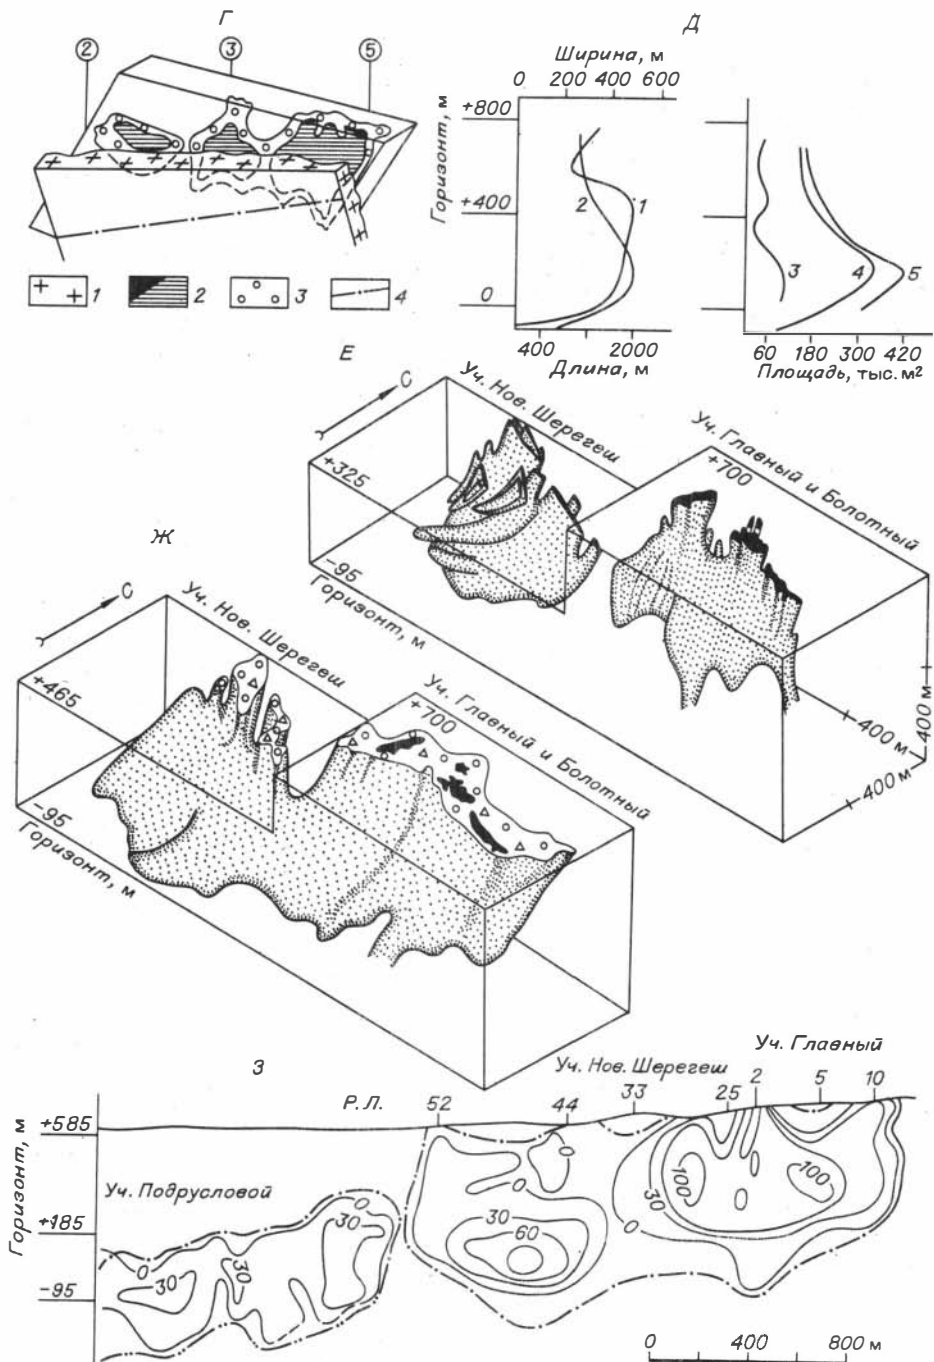 Г
2 3 5
1 2 3 4
Д
Ширина, м
0 200 400 600
Горизонт, м
+800
+400
0
2 1
400 2000
Длина, м
3 4 5
60 180 300 420
Площадь, тыс. м²
Е
С
Уч. Нов. Шерегеш
Уч. Главный и Болотный
+325
+700
-95
Горизонт, м
400 м
400 м
400 м
Ж
С
Уч. Нов. Шерегеш
Уч. Главный и Болотный
+465
+700
-95
Горизонт, м
З
Уч. Главный
Уч. Нов. Шерегеш
Р.Л. 52 44 33 25 2 5 10
Горизонт, м
+585
+185
-95
Уч. Подрусловой
0 30 30 30 0
0 0 30 60
0 30 100 100
0 400 800 м